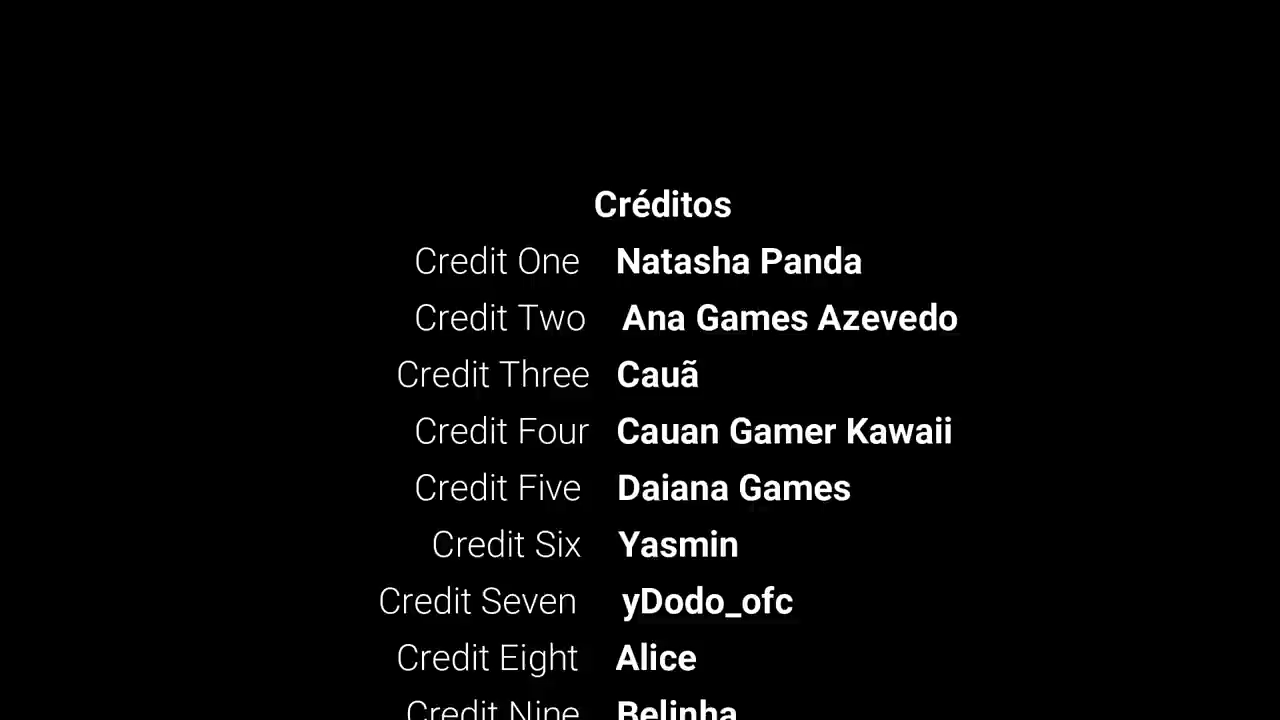 Créditos
Credit One Natasha Panda
Credit Two Ana Games Azevedo
Credit Three Cauã
Credit Four Cauan Gamer Kawaii
Credit Five Daiana Games
Credit Six Yasmin
Credit Seven yDodo_ofc
Credit Eight Alice
Credit Nine Belinha